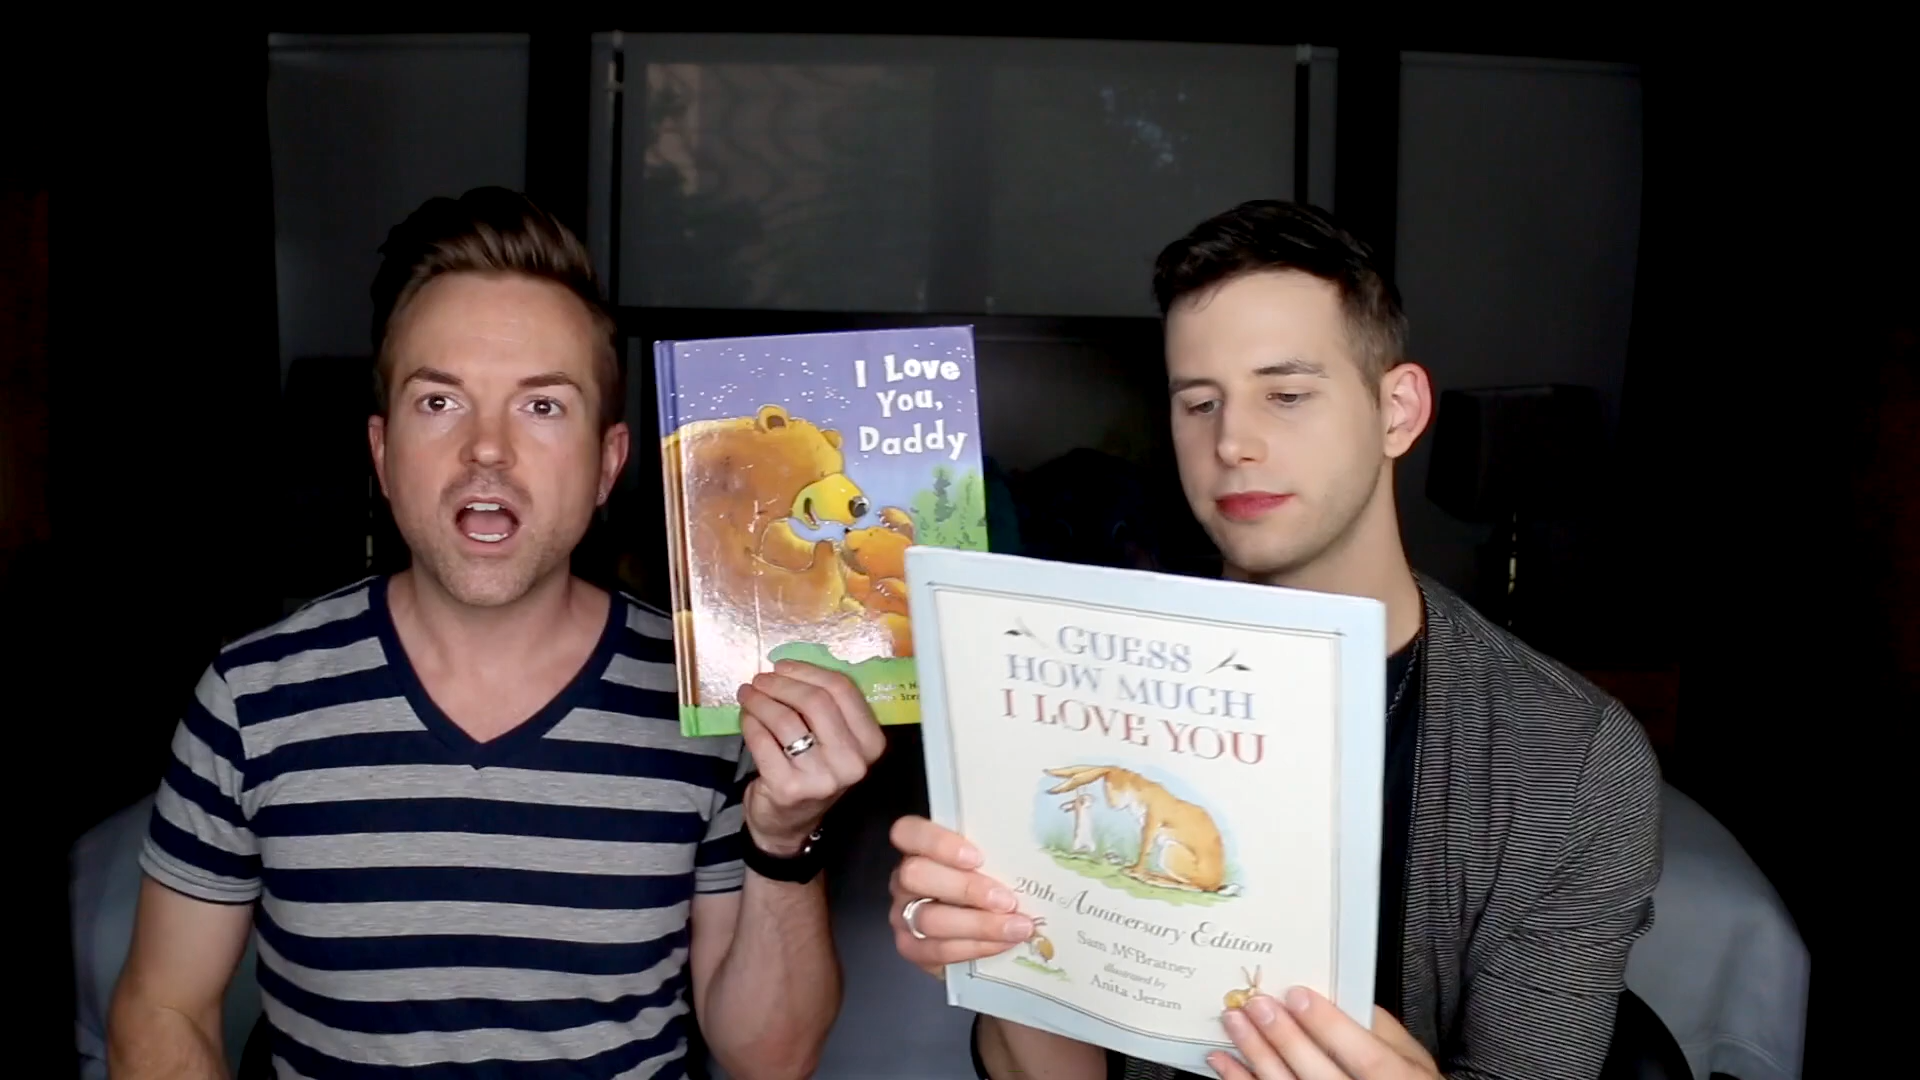 I Love
You,
Daddy
GUESS
HOW MUCH
I LOVE YOU
20th Anniversary Edition
Sam McBratney
illustrated by
Anita Jeram